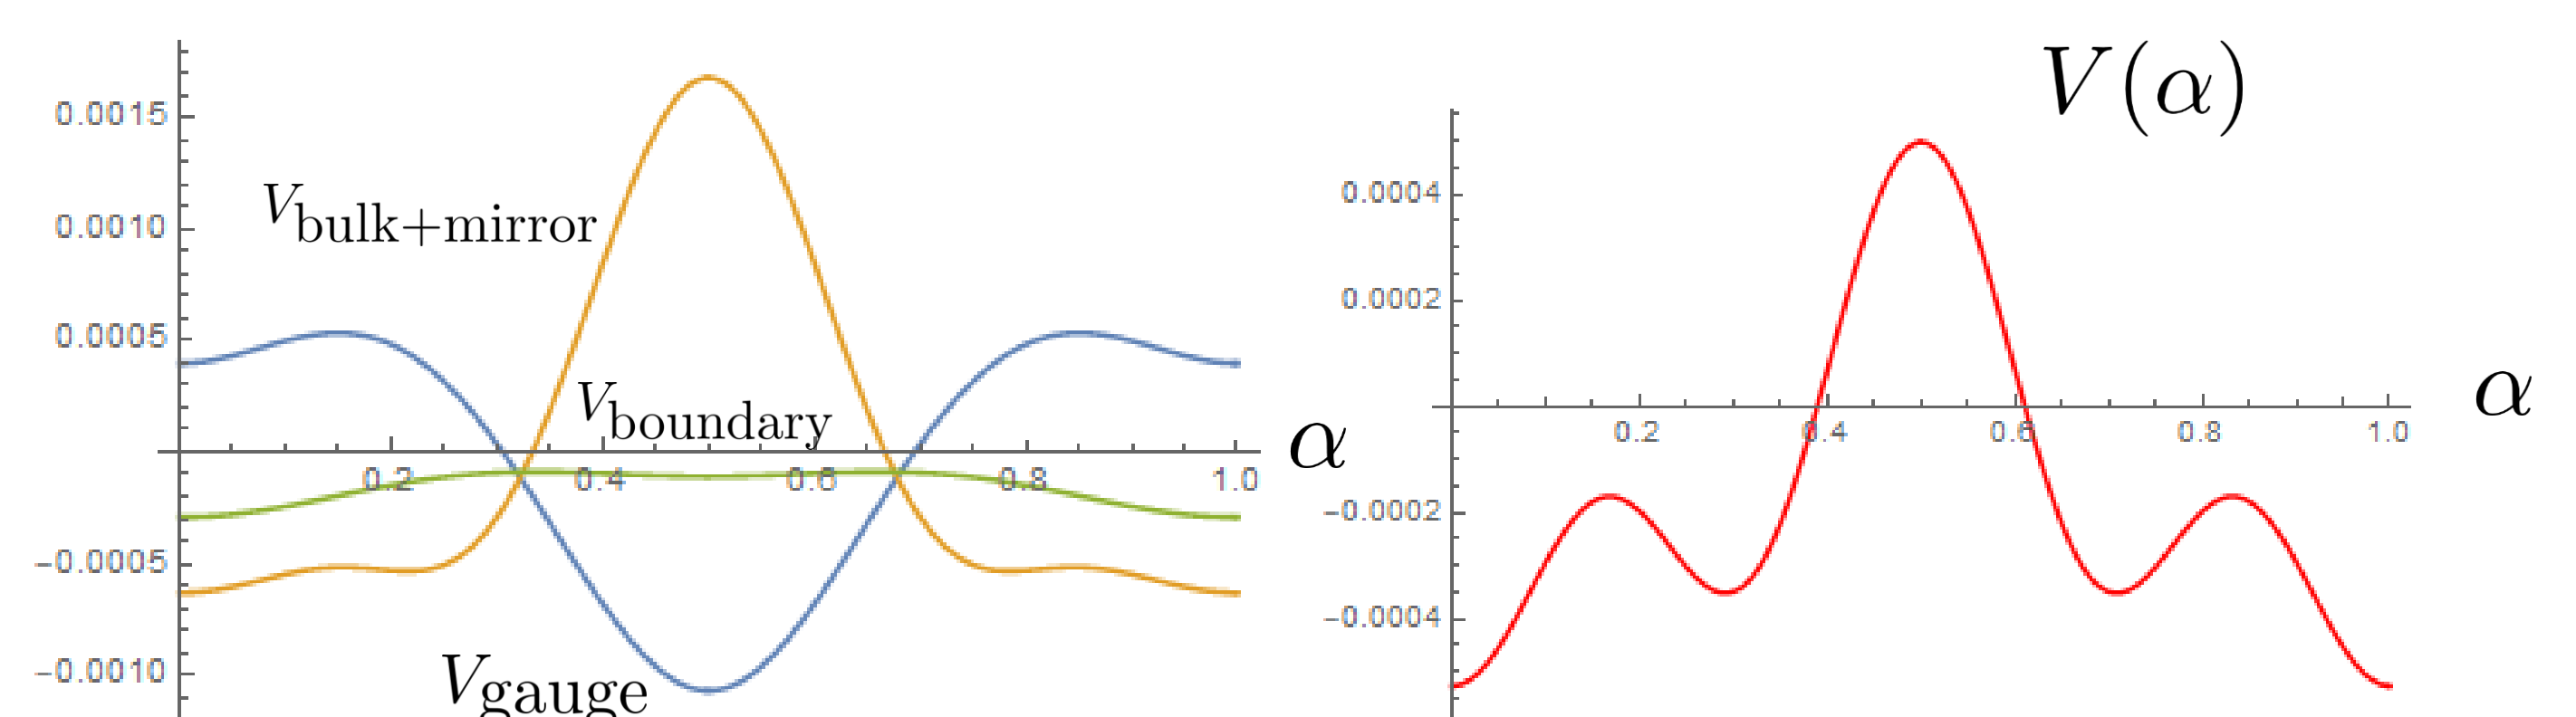 0.0015
V_bulk+mirror
0.0010
0.0005
V_boundary
0.2 0.4 0.6 0.8 1.0
α
-0.0005
-0.0010
V_gauge
V(α)
0.0004
0.0002
0.2 0.4 0.6 0.8 1.0
α
-0.0002
-0.0004